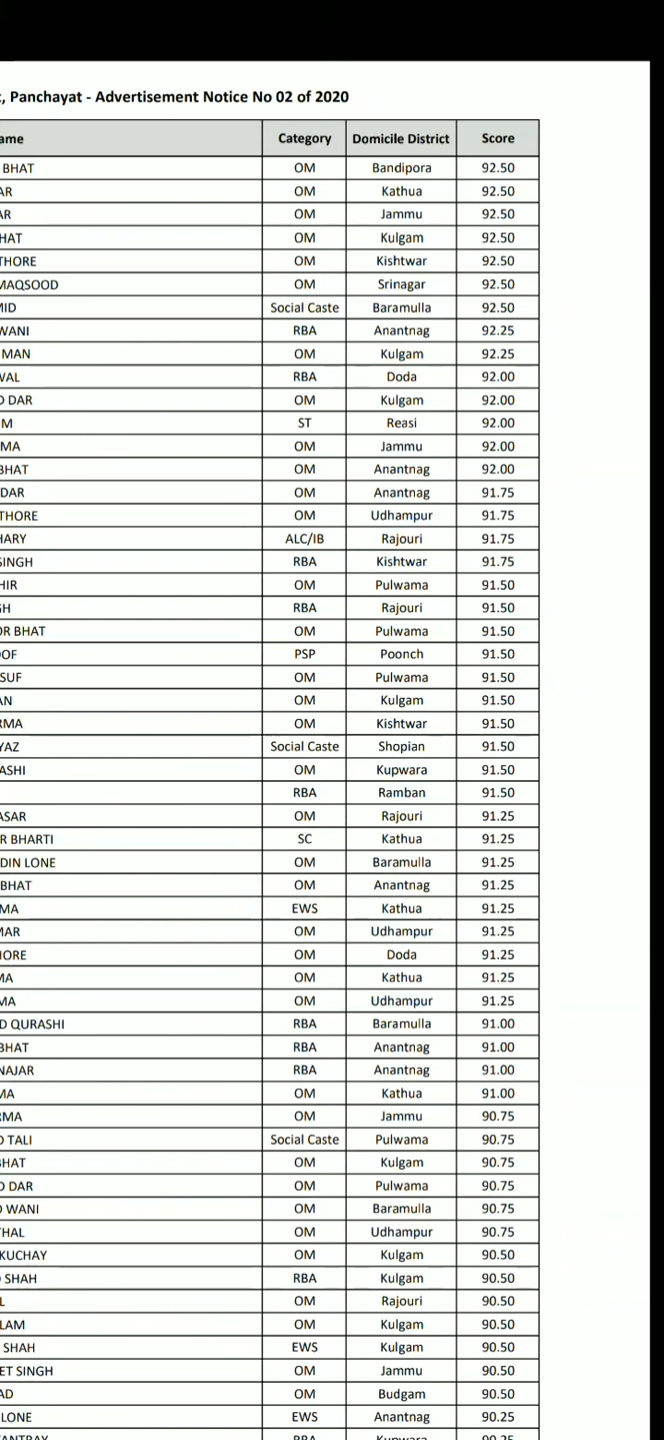 , Panchayat - Advertisement Notice No 02 of 2020
ame Category Domicile District Score
BHAT OM Bandipora 92.50
AR OM Kathua 92.50
AR OM Jammu 92.50
HAT OM Kulgam 92.50
THORE OM Kishtwar 92.50
MAQSOOD OM Srinagar 92.50
MID Social Caste Baramulla 92.50
WANI RBA Anantnag 92.25
MAN OM Kulgam 92.25
WAL RBA Doda 92.00
D DAR OM Kulgam 92.00
M ST Reasi 92.00
MA OM Jammu 92.00
BHAT OM Anantnag 92.00
DAR OM Anantnag 91.75
THORE OM Udhampur 91.75
HARY ALC/IB Rajouri 91.75
SINGH RBA Kishtwar 91.75
HIR OM Pulwama 91.50
GH RBA Rajouri 91.50
OR BHAT OM Pulwama 91.50
OOF PSP Poonch 91.50
SUF OM Pulwama 91.50
AN OM Kulgam 91.50
RMA OM Kishtwar 91.50
YAZ Social Caste Shopian 91.50
ASHI OM Kupwara 91.50
RBA Ramban 91.50
ASAR OM Rajouri 91.25
R BHARTI SC Kathua 91.25
DIN LONE OM Baramulla 91.25
BHAT OM Anantnag 91.25
MA EWS Kathua 91.25
MAR OM Udhampur 91.25
HORE OM Doda 91.25
MA OM Kathua 91.25
MA OM Udhampur 91.25
D QURASHI RBA Baramulla 91.00
BHAT RBA Anantnag 91.00
NAJAR RBA Anantnag 91.00
MA OM Kathua 91.00
RMA OM Jammu 90.75
D TALI Social Caste Pulwama 90.75
BHAT OM Kulgam 90.75
D DAR OM Pulwama 90.75
WANI OM Baramulla 90.75
THAL OM Udhampur 90.75
KUCHAY OM Kulgam 90.50
SHAH RBA Kulgam 90.50
L OM Rajouri 90.50
LAM OM Kulgam 90.50
SHAH EWS Kulgam 90.50
ET SINGH OM Jammu 90.50
AD OM Budgam 90.50
LONE EWS Anantnag 90.25
RBA Kupwara 90.25